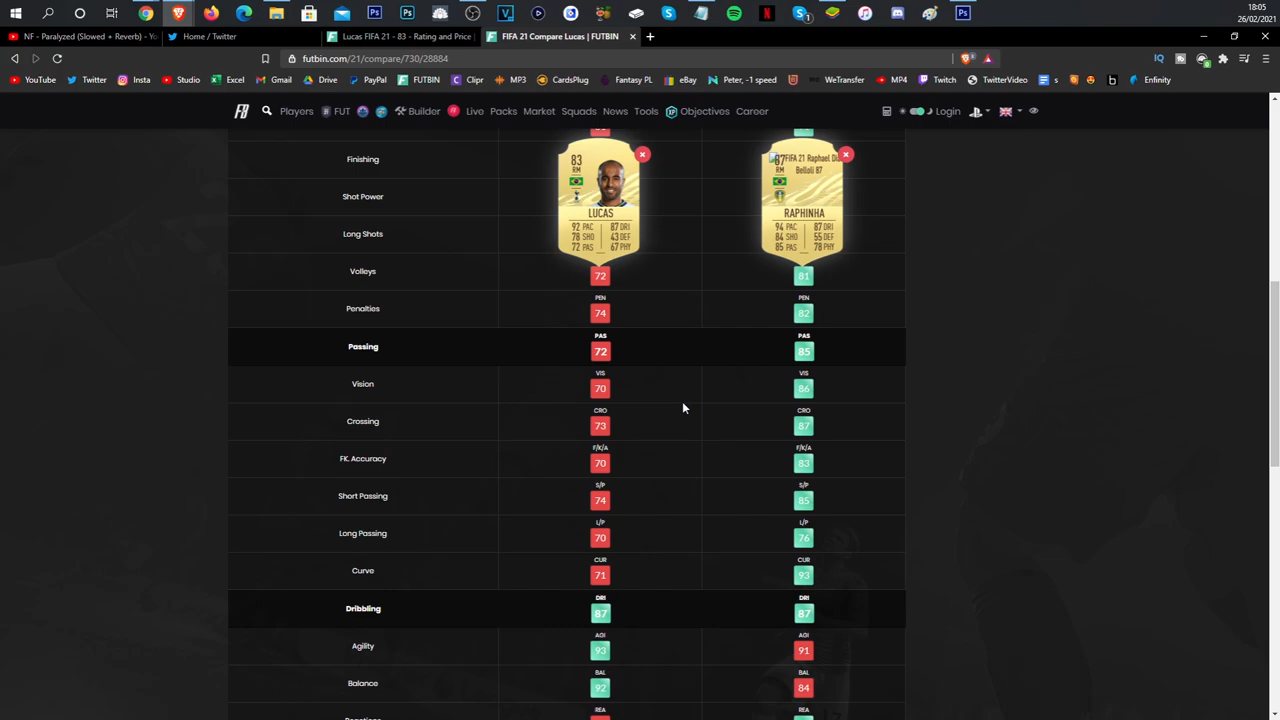 18:05
26/02/2021
NF - Paralyzed (Slowed + Reverb) - Yo
Home / Twitter
Lucas FIFA 21 - 83 - Rating and Price
FIFA 21 Compare Lucas | FUTBIN
futbin.com/21/compare/730/28884
YouTube Twitter Insta Studio Excel Gmail Drive PayPal FUTBIN Clipr MP3 CardsPlug Fantasy PL eBay Peter, -1 speed WeTransfer MP4 Twitch TwitterVideo s Enfinity
Players FUT Builder Live Packs Market Squads News Tools Objectives Career Login
Finishing
83
RM
LUCAS
92 PAC 87 DRI
78 SHO 43 DEF
72 PAS 67 PHY
87
RM
FIFA 21 Raphael Dia
Belloli 87
RAPHINHA
94 PAC 87 DRI
84 SHO 55 DEF
85 PAS 78 PHY
Shot Power
Long Shots
Volleys 72 81
PEN PEN
Penalties 74 82
PAS PAS
Passing 72 85
VIS VIS
Vision 70 86
CRO CRO
Crossing 73 87
F/K/A F/K/A
FK. Accuracy 70 83
S/P S/P
Short Passing 74 85
L/P L/P
Long Passing 70 76
CUR CUR
Curve 71 93
DRI DRI
Dribbling 87 87
AGI AGI
Agility 93 91
BAL BAL
Balance 92 84
REA REA